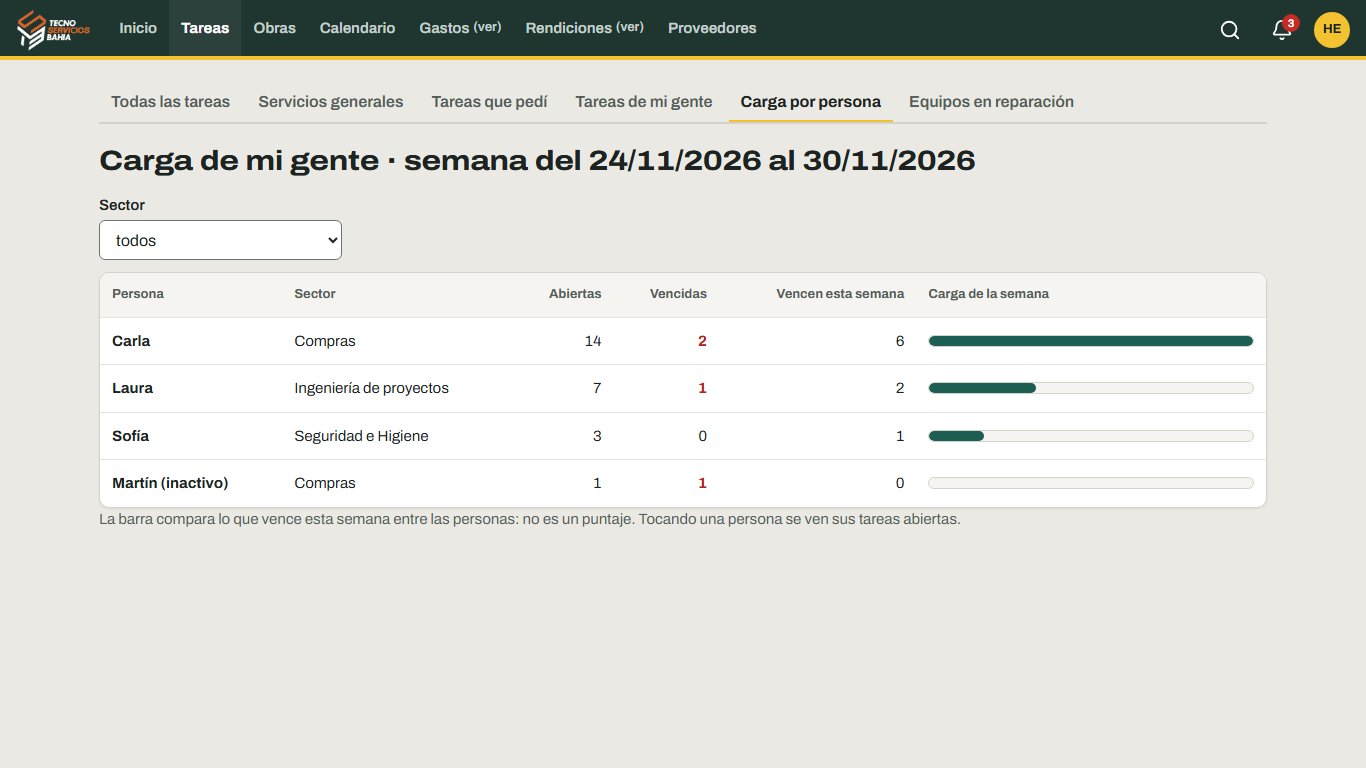 TECNO
SERVICIOS
BAHIA
Inicio
Tareas
Obras
Calendario
Gastos (ver)
Rendiciones (ver)
Proveedores
3
HE
Todas las tareas
Servicios generales
Tareas que pedí
Tareas de mi gente
Carga por persona
Equipos en reparación
Carga de mi gente · semana del 24/11/2026 al 30/11/2026
Sector
todos
Persona Sector Abiertas Vencidas Vencen esta semana Carga de la semana
Carla Compras 14 2 6
Laura Ingeniería de proyectos 7 1 2
Sofía Seguridad e Higiene 3 0 1
Martín (inactivo) Compras 1 1 0
La barra compara lo que vence esta semana entre las personas: no es un puntaje. Tocando una persona se ven sus tareas abiertas.